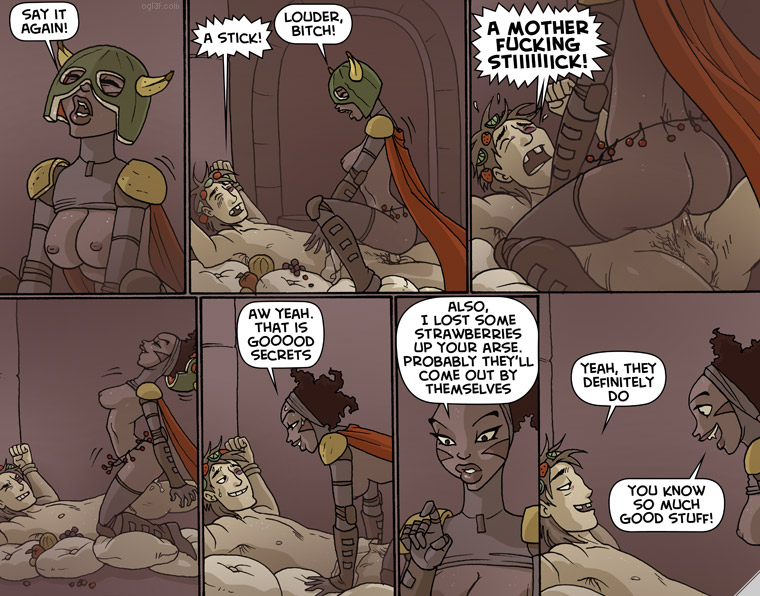 oglaf.com
SAY IT
AGAIN!
A STICK!
LOUDER,
BITCH!
A MOTHER
FUCKING
STIIIIIIICK!
AW YEAH.
THAT IS
GOOOOD
SECRETS
ALSO,
I LOST SOME
STRAWBERRIES
UP YOUR ARSE.
PROBABLY THEY'LL
COME OUT BY
THEMSELVES
YEAH, THEY
DEFINITELY
DO
YOU KNOW
SO MUCH
GOOD STUFF!